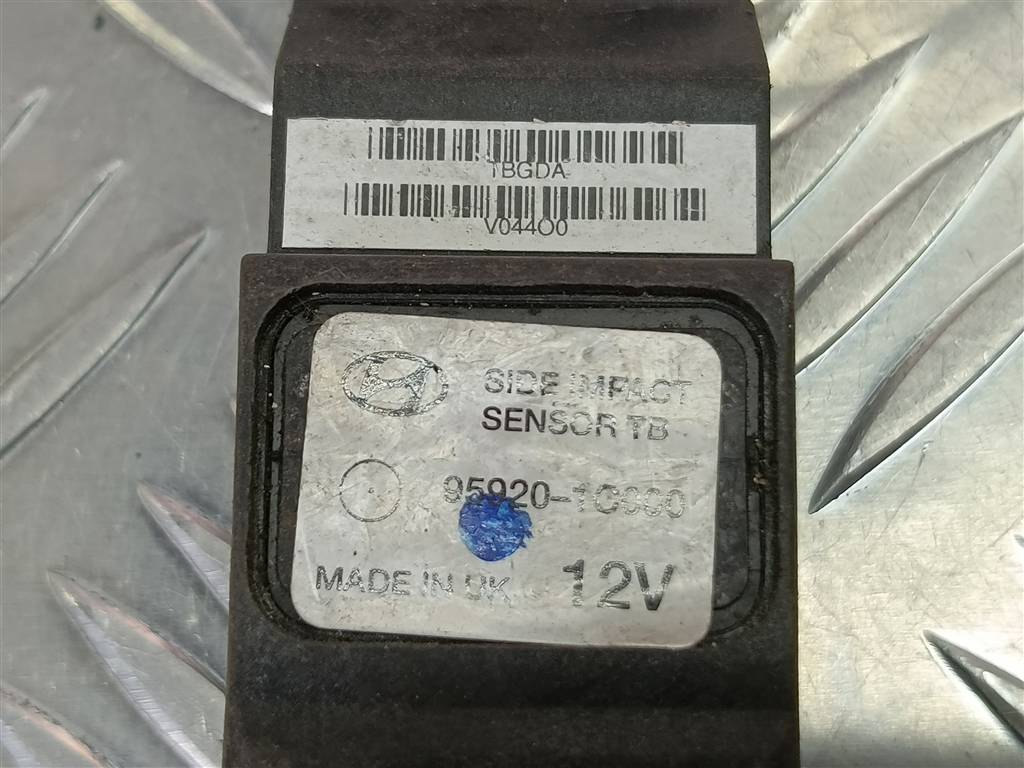 TBGDA
V044O0
SIDE IMPACT
SENSOR TB
95920-1C000
MADE IN UK
12V